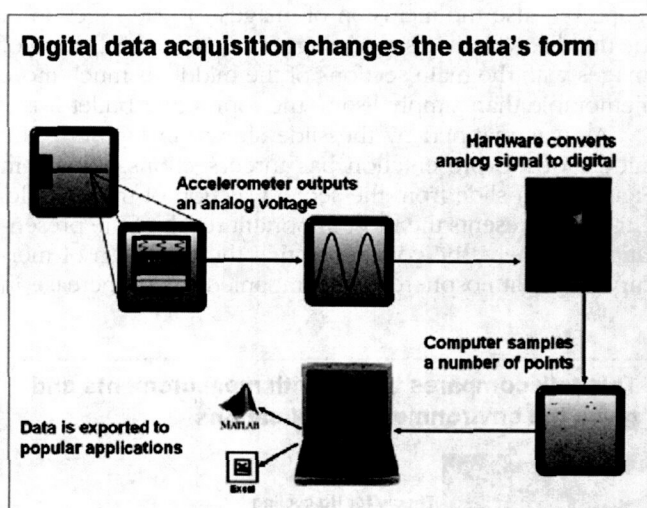 Digital data acquisition changes the data's form
Hardware converts
analog signal to digital
Accelerometer outputs
an analog voltage
Computer samples
a number of points
Data is exported to
popular applications
MATLAB
Excel